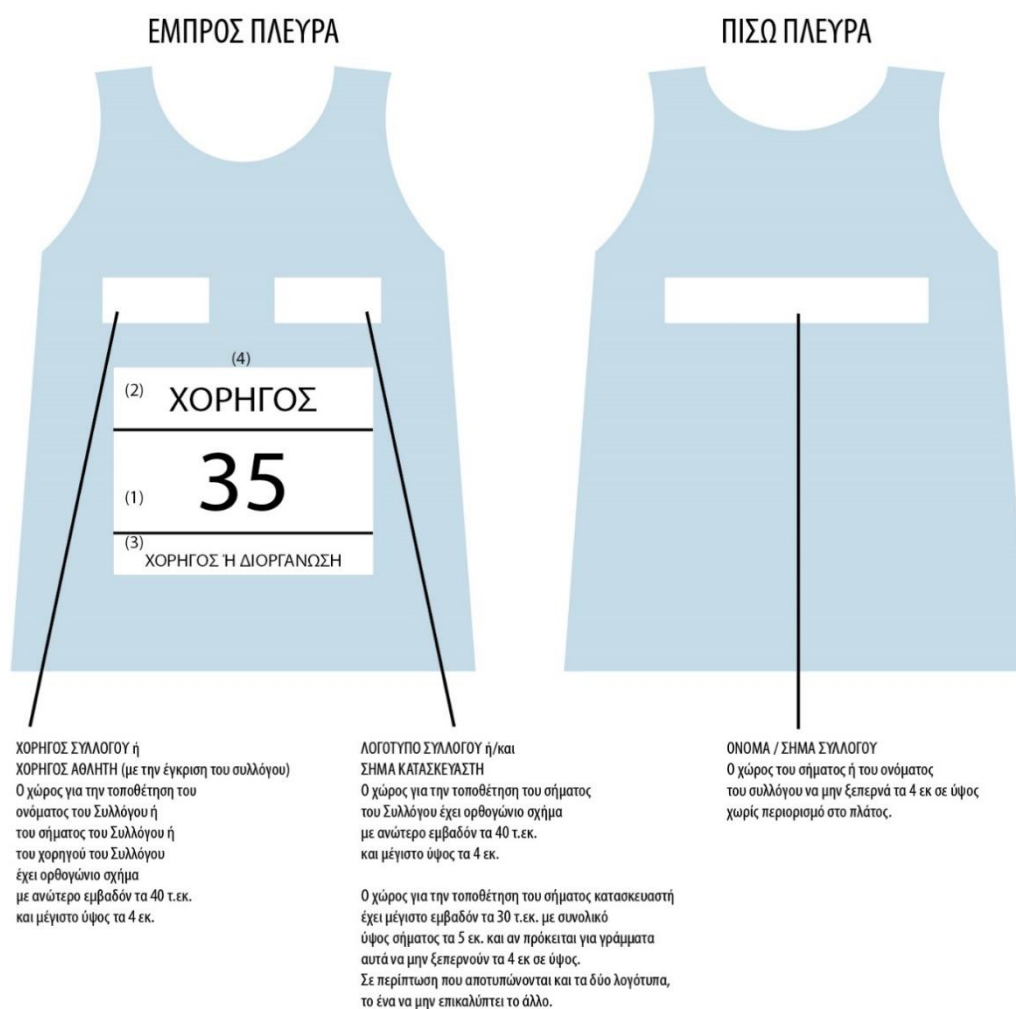 ΕΜΠΡΟΣ ΠΛΕΥΡΑ
ΠΙΣΩ ΠΛΕΥΡΑ
(4)
(2) ΧΟΡΗΓΟΣ
(1) 35
(3)
ΧΟΡΗΓΟΣ Ή ΔΙΟΡΓΑΝΩΣΗ
ΧΟΡΗΓΟΣ ΣΥΛΛΟΓΟΥ ή
ΧΟΡΗΓΟΣ ΑΘΛΗΤΗ (με την έγκριση του συλλόγου)
Ο χώρος για την τοποθέτηση του
ονόματος του Συλλόγου ή
του σήματος του Συλλόγου ή
του χορηγού του Συλλόγου
έχει ορθογώνιο σχήμα
με ανώτερο εμβαδόν τα 40 τ.εκ.
και μέγιστο ύψος τα 4 εκ.
ΛΟΓΟΤΥΠΟ ΣΥΛΛΟΓΟΥ ή/και
ΣΗΜΑ ΚΑΤΑΣΚΕΥΑΣΤΗ
Ο χώρος για την τοποθέτηση του σήματος
του Συλλόγου έχει ορθογώνιο σχήμα
με ανώτερο εμβαδόν τα 40 τ.εκ.
και μέγιστο ύψος τα 4 εκ.
Ο χώρος για την τοποθέτηση του σήματος κατασκευαστή
έχει μέγιστο εμβαδόν τα 30 τ.εκ. με συνολικό
ύψος σήματος τα 5 εκ. και αν πρόκειται για γράμματα
αυτά να μην ξεπερνούν τα 4 εκ σε ύψος.
Σε περίπτωση που αποτυπώνονται και τα δύο λογότυπα,
το ένα να μην επικαλύπτει το άλλο.
ΟΝΟΜΑ / ΣΗΜΑ ΣΥΛΛΟΓΟΥ
Ο χώρος του σήματος ή του ονόματος
του συλλόγου να μην ξεπερνά τα 4 εκ σε ύψος
χωρίς περιορισμό στο πλάτος.